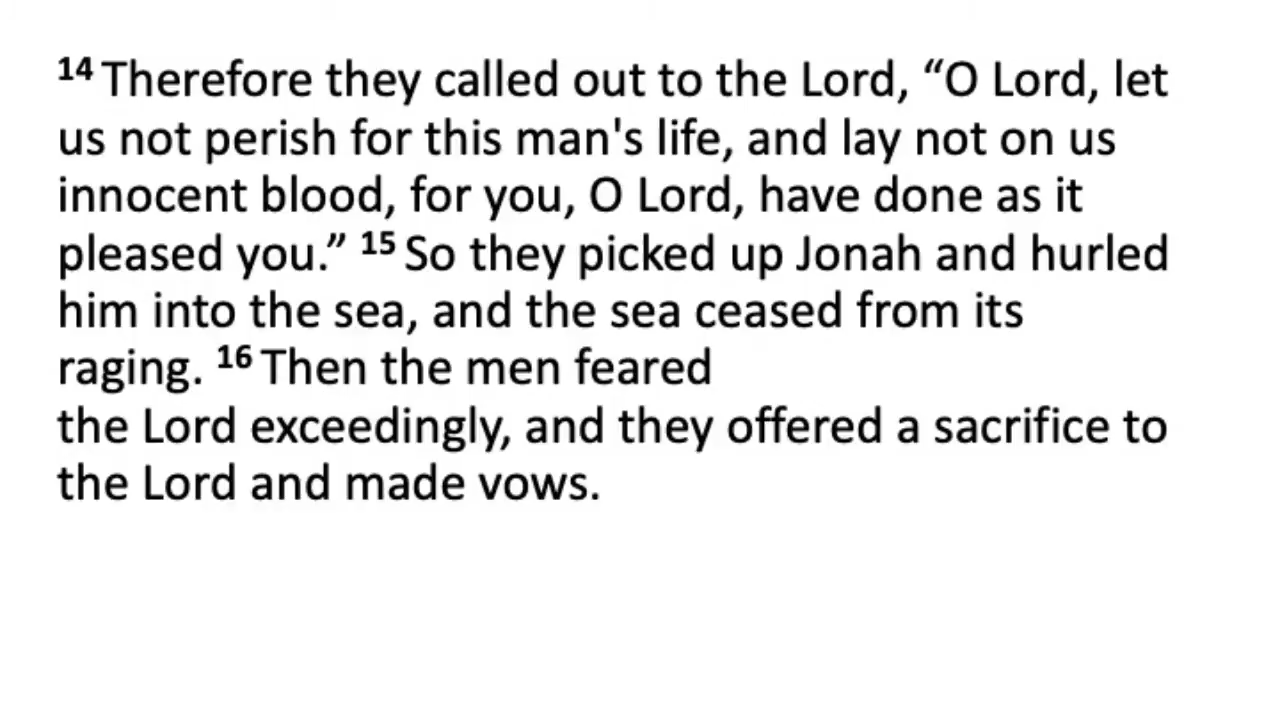 14 Therefore they called out to the Lord, “O Lord, let
us not perish for this man's life, and lay not on us
innocent blood, for you, O Lord, have done as it
pleased you.” 15 So they picked up Jonah and hurled
him into the sea, and the sea ceased from its
raging. 16 Then the men feared
the Lord exceedingly, and they offered a sacrifice to
the Lord and made vows.